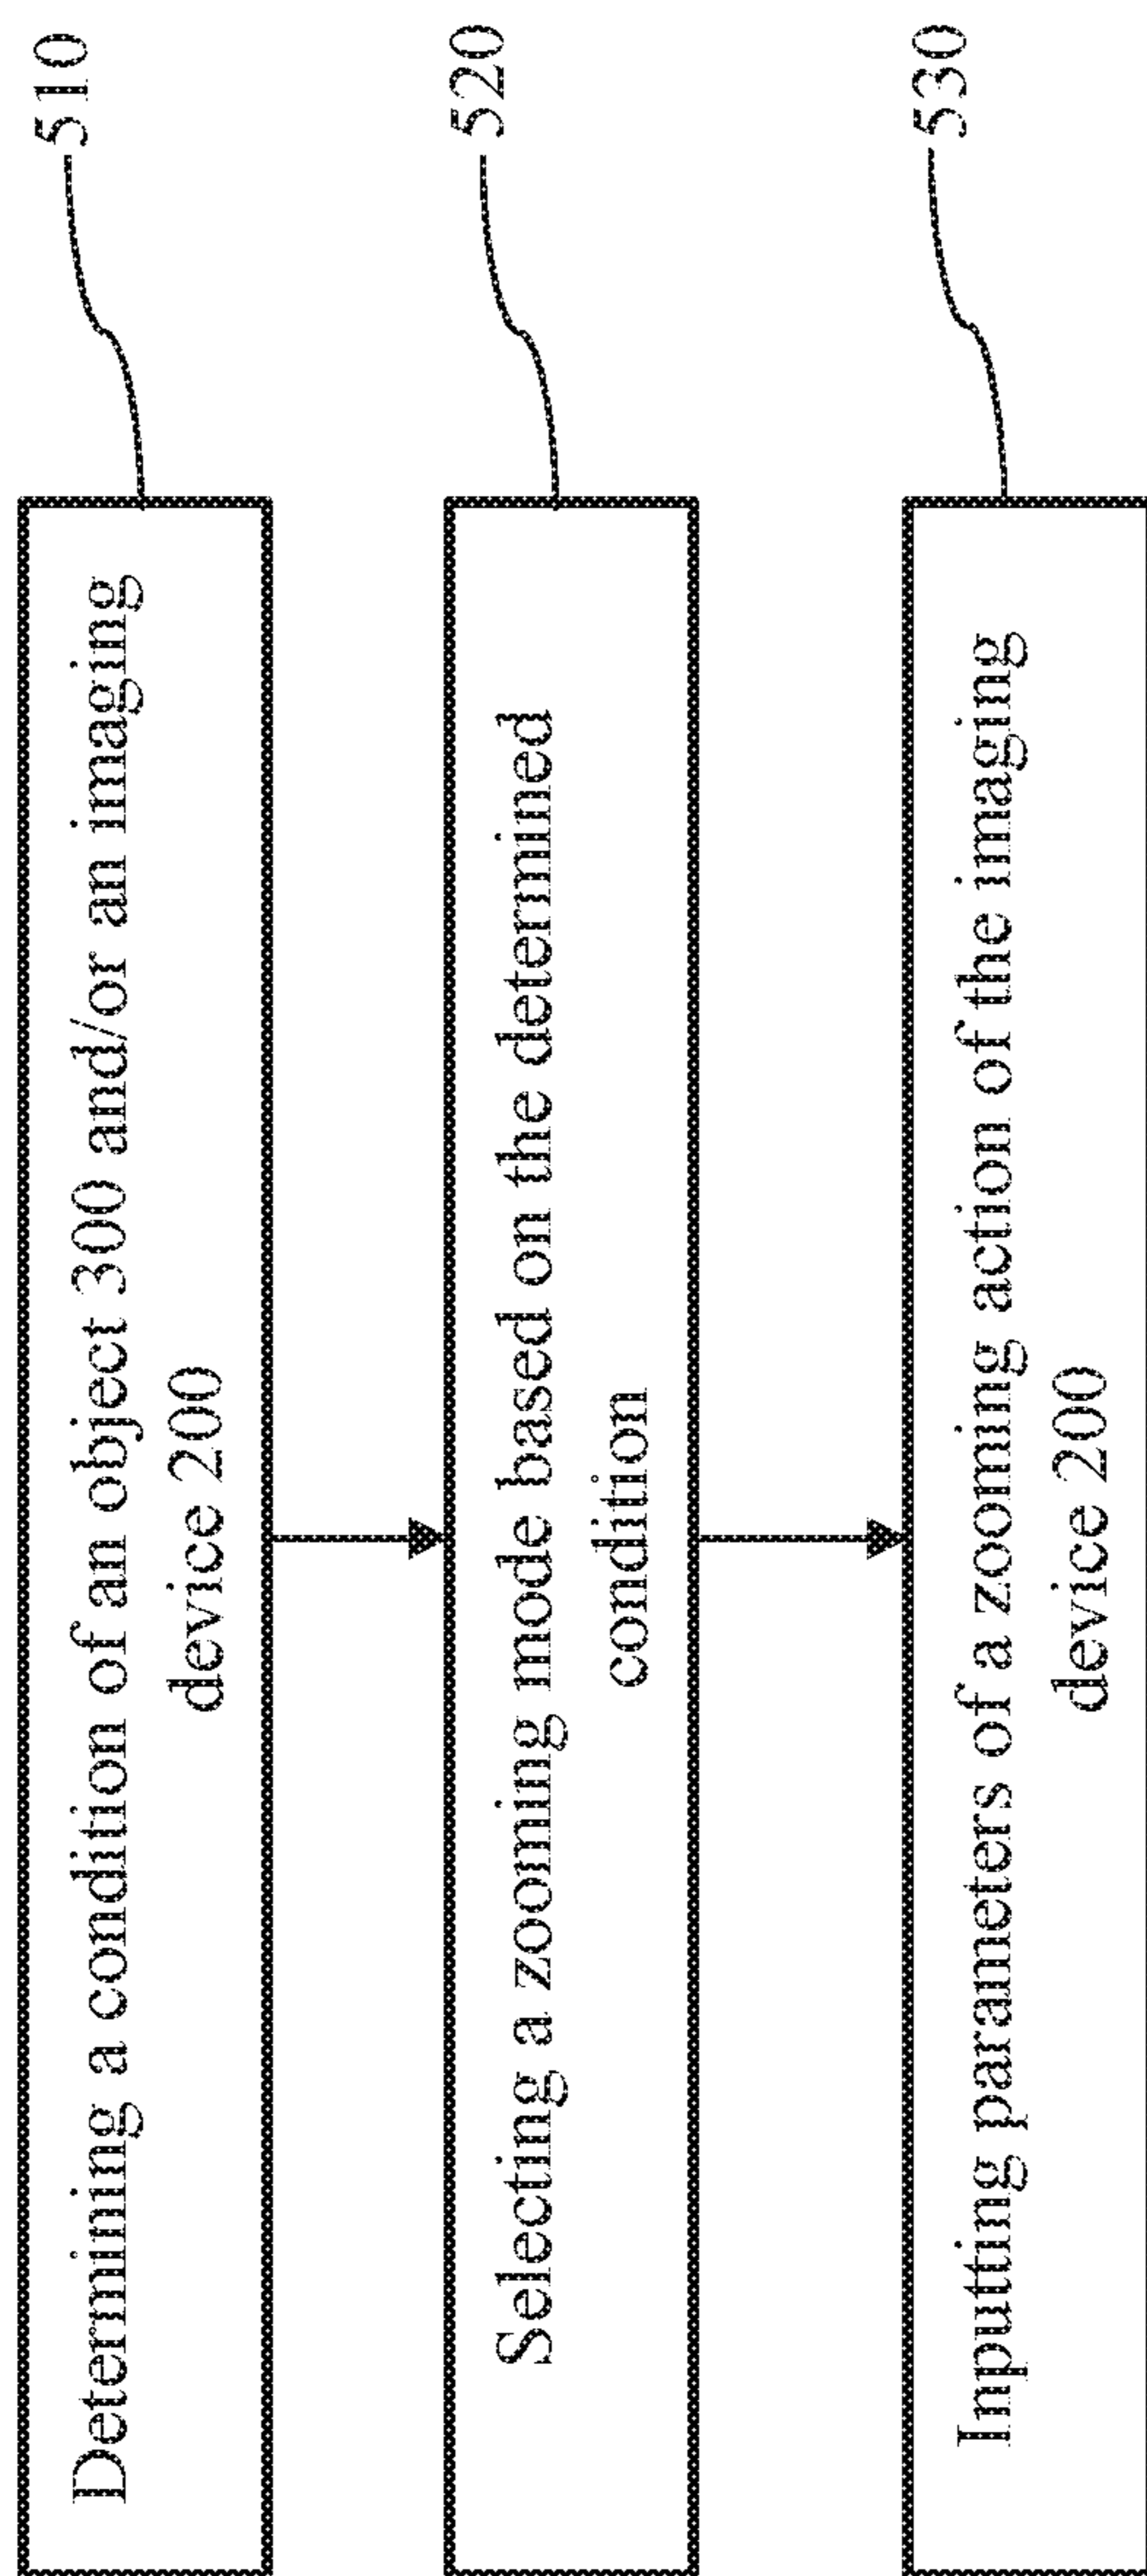 Determining a condition of an object 300 and/or an imaging
device 200
510
Selecting a zooming mode based on the determined
condition
520
Inputting parameters of a zooming action of the imaging
device 200
530